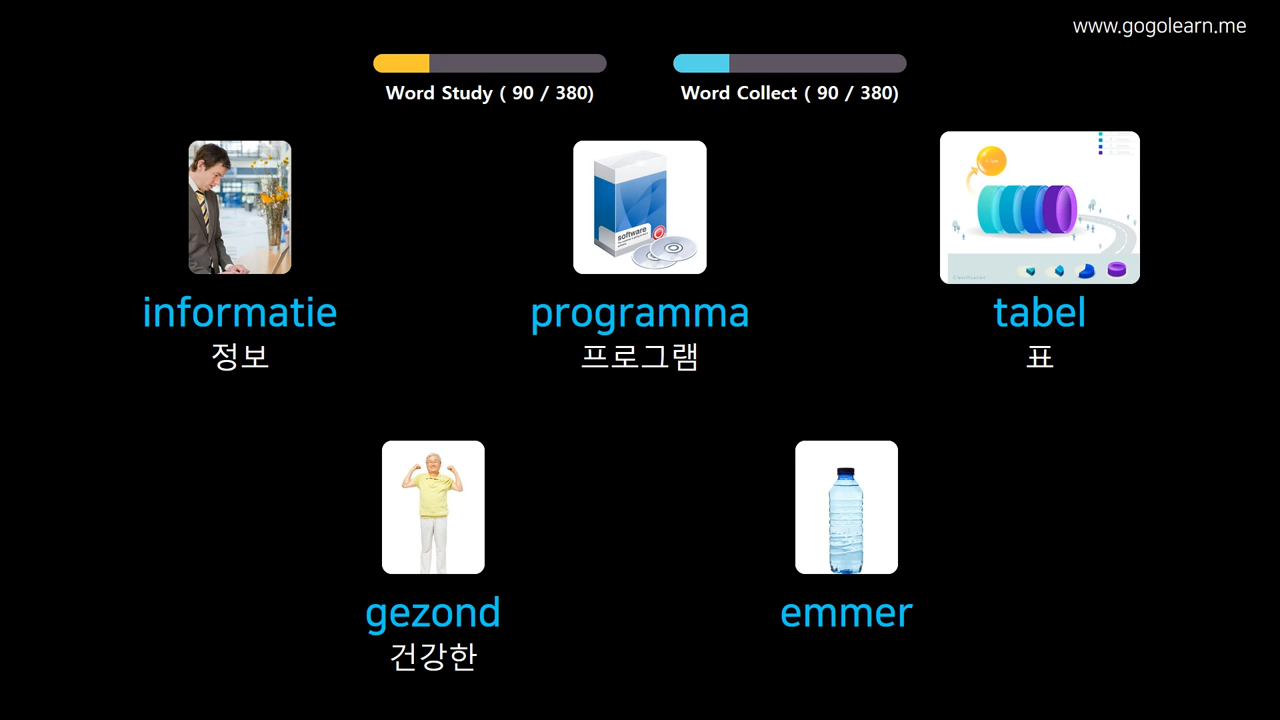 www.gogolearn.me
Word Study ( 90 / 380)
Word Collect ( 90 / 380)
software
informatie
정보
programma
프로그램
tabel
표
gezond
건강한
emmer